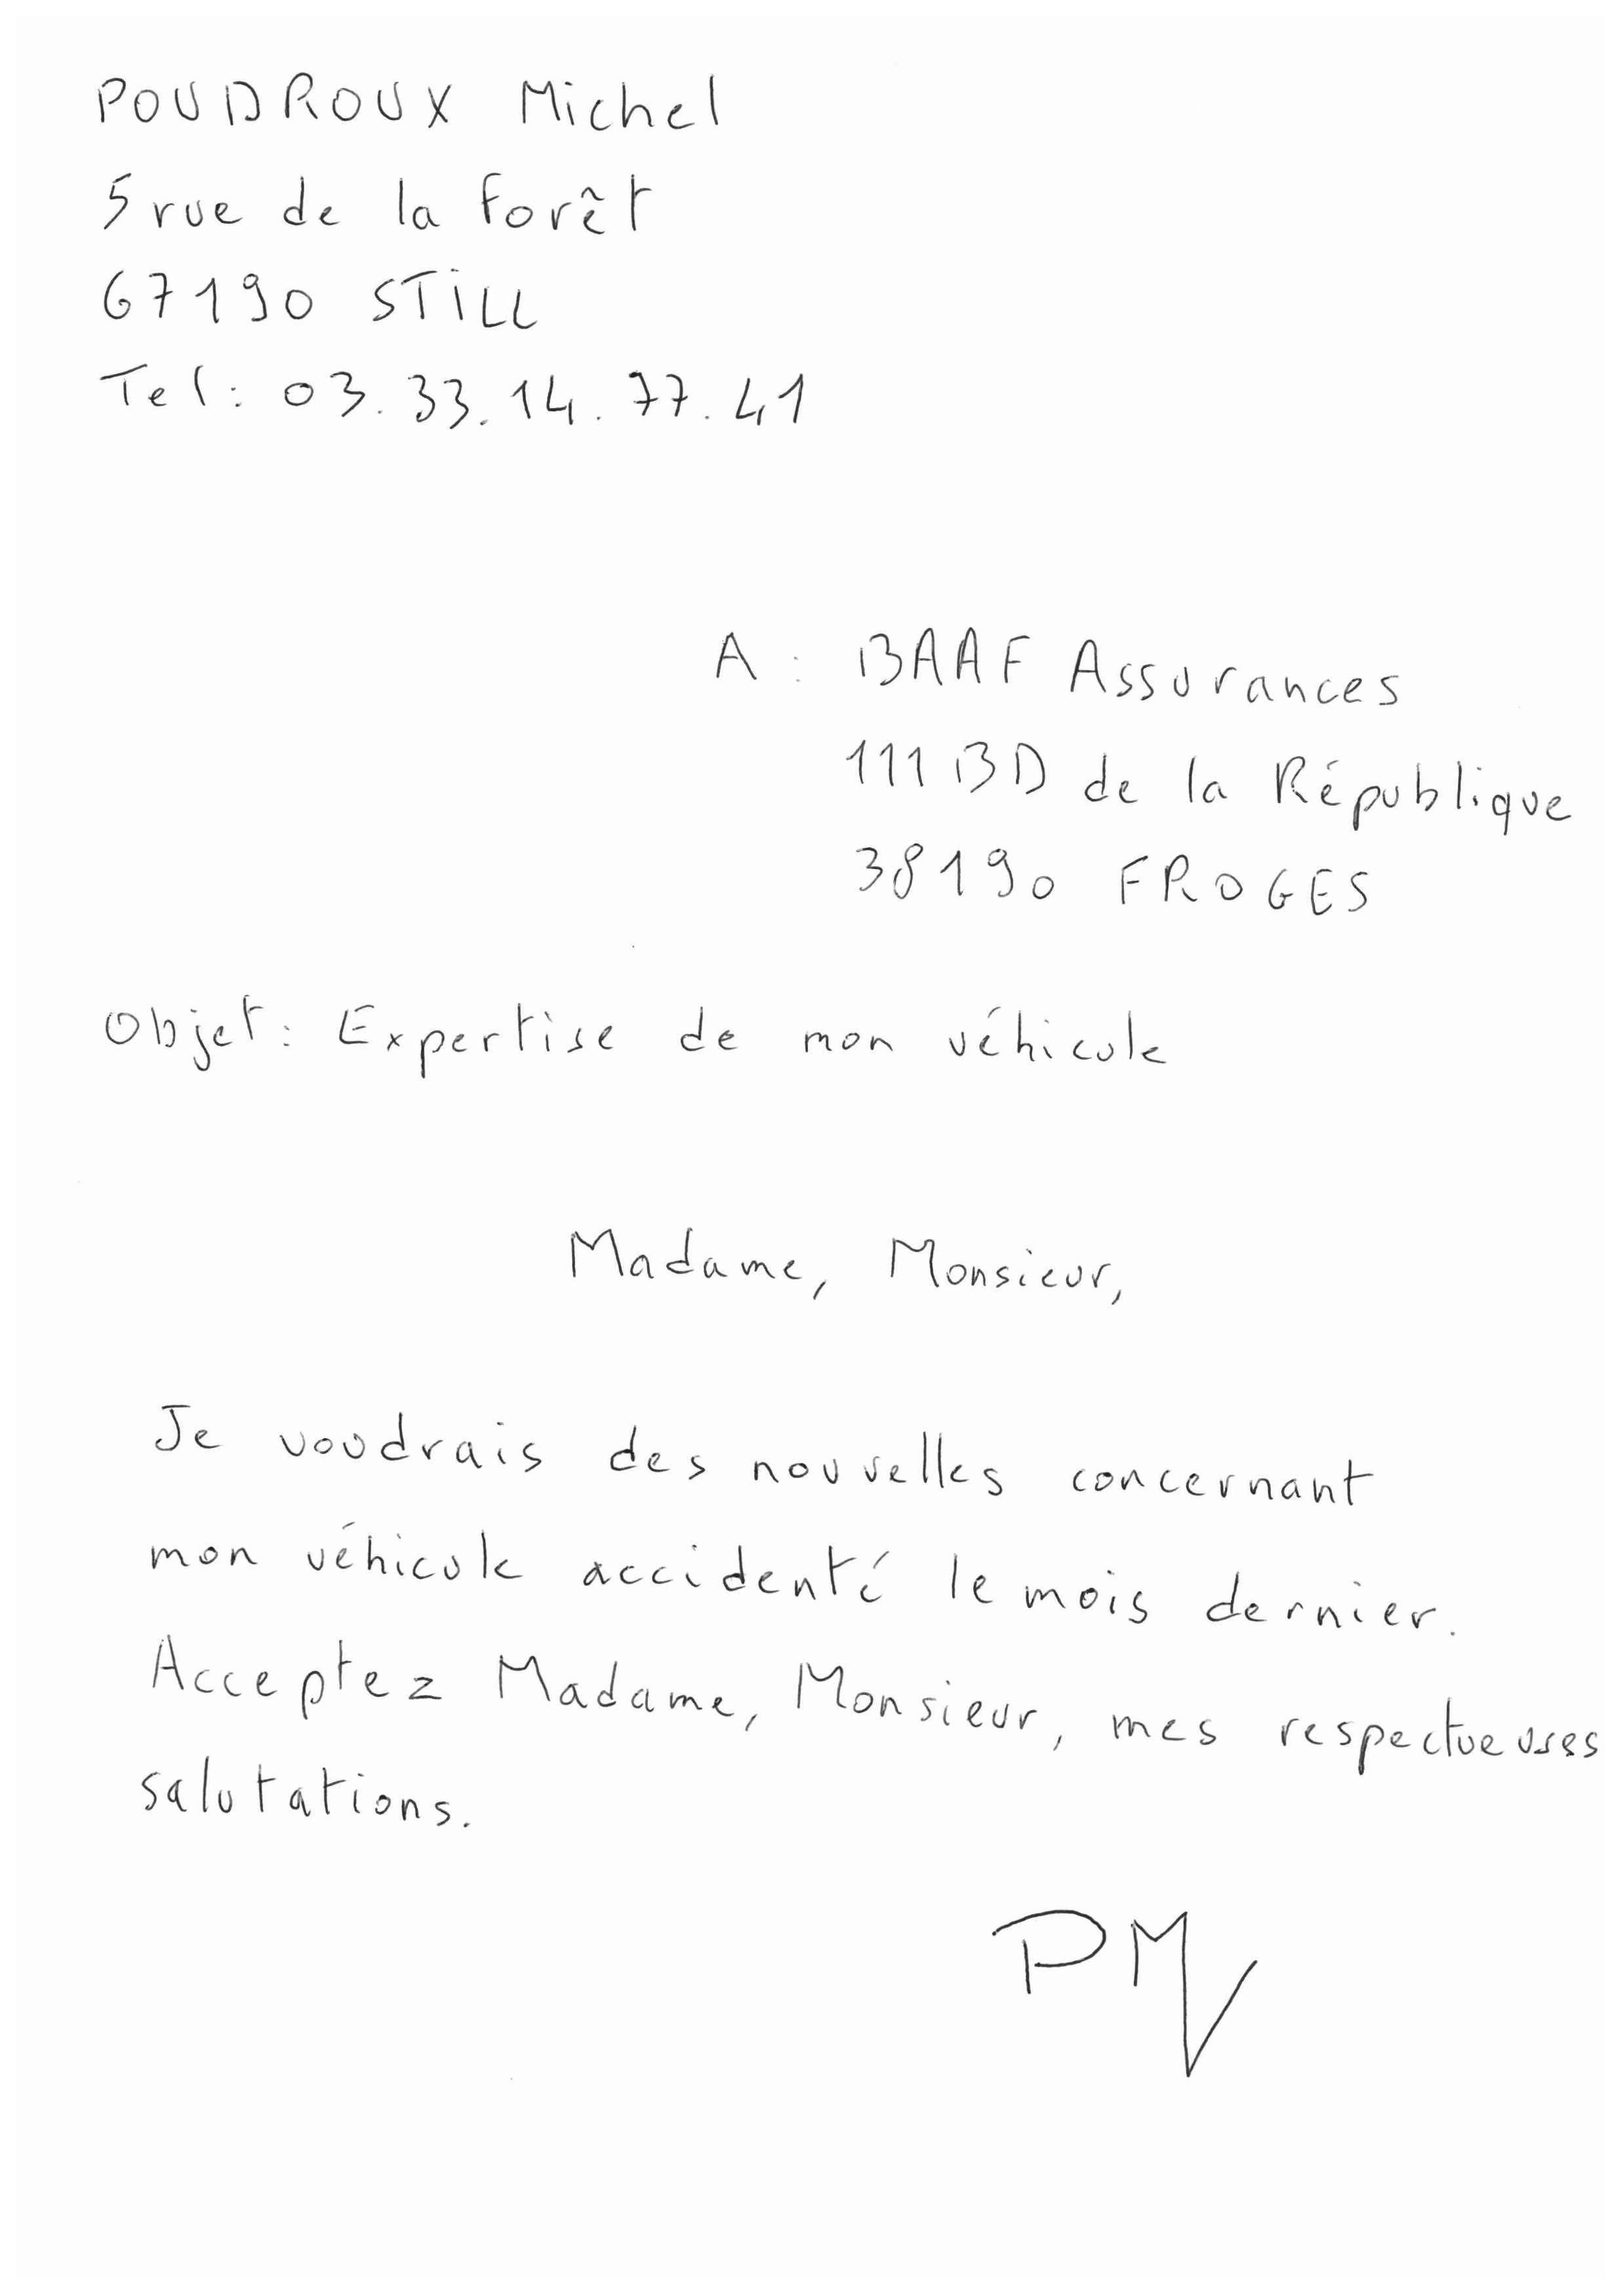 POUDROUX Michel
5 rue de la forêt
67190 STILL
Tel: 03.33.14.77.41
A : BAAF Assurances
111 BD de la République
38190 FROGES
Objet: Expertise de mon véhicule
Madame, Monsieur,
Je voudrais des nouvelles concernant
mon véhicule accidenté le mois dernier.
Acceptez Madame, Monsieur, mes respectueuses
salutations.
PM